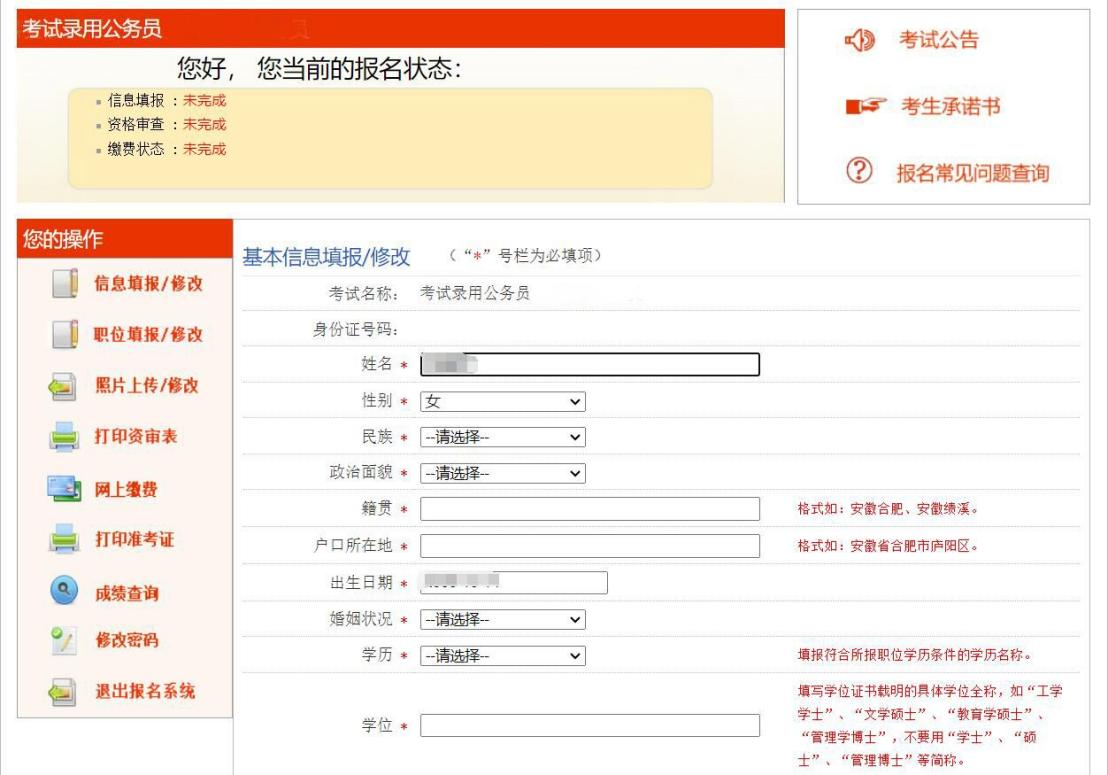 考试录用公务员
您好， 您当前的报名状态：
信息填报 ：未完成
资格审查 ：未完成
缴费状态 ：未完成
考试公告
考生承诺书
报名常见问题查询
您的操作
信息填报/修改
职位填报/修改
照片上传/修改
打印资审表
网上缴费
打印准考证
成绩查询
修改密码
退出报名系统
基本信息填报/修改 （“*”号栏为必填项）
考试名称： 考试录用公务员
身份证号码：
姓名 *
性别 * 女
民族 * --请选择--
政治面貌 * --请选择--
籍贯 * 格式如：安徽合肥、安徽绩溪。
户口所在地 * 格式如：安徽省合肥市庐阳区。
出生日期 *
婚姻状况 * --请选择--
学历 * --请选择-- 填报符合所报职位学历条件的学历名称。
学位 *
填写学位证书载明的具体学位全称，如“工学
学士”、“文学硕士”、“教育学硕士”、
“管理学博士”，不要用“学士”、“硕
士”、“管理博士”等简称。